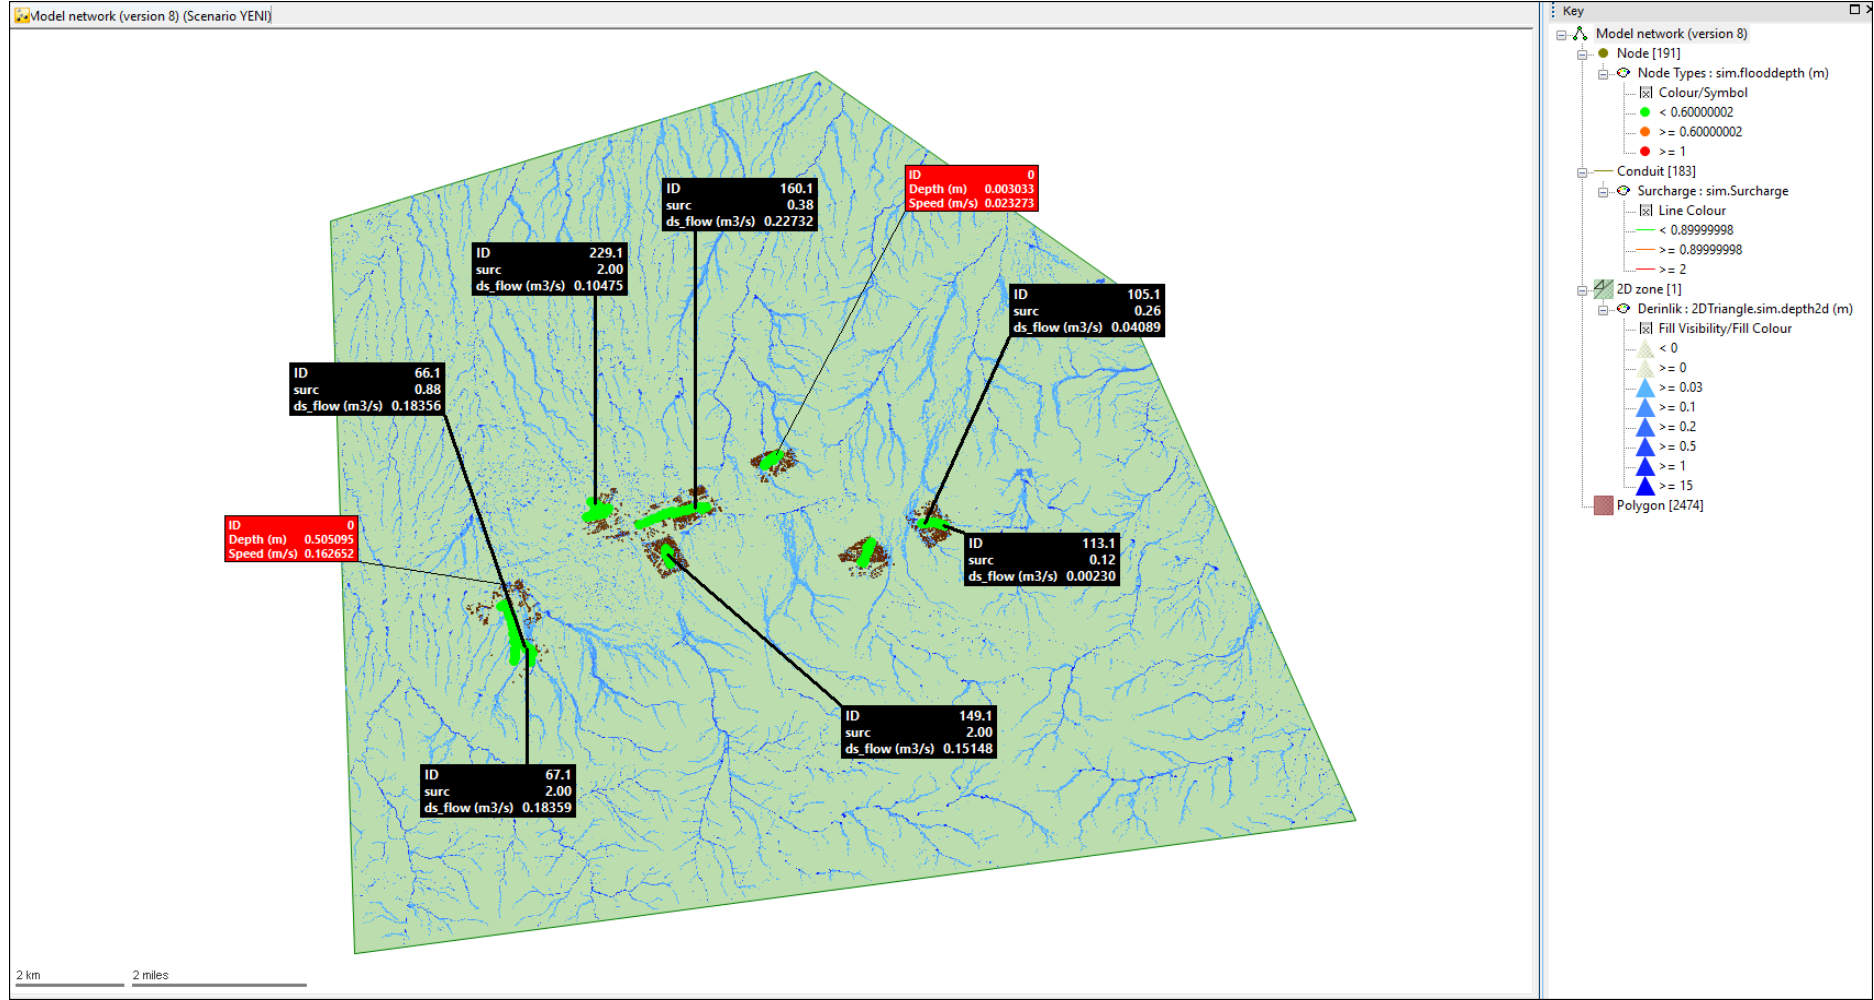 Model network (version 8) (Scenario YENI)
ID 160.1
surc 0.38
ds_flow (m3/s) 0.22732
ID 0
Depth (m) 0.003033
Speed (m/s) 0.023273
ID 229.1
surc 2.00
ds_flow (m3/s) 0.10475
ID 105.1
surc 0.26
ds_flow (m3/s) 0.04089
ID 66.1
surc 0.88
ds_flow (m3/s) 0.18356
ID 0
Depth (m) 0.505095
Speed (m/s) 0.162652
ID 113.1
surc 0.12
ds_flow (m3/s) 0.00230
ID 149.1
surc 2.00
ds_flow (m3/s) 0.15148
ID 67.1
surc 2.00
ds_flow (m3/s) 0.18359
2 km 2 miles
Key
Model network (version 8)
Node [191]
Node Types : sim.flooddepth (m)
Colour/Symbol
< 0.60000002
>= 0.60000002
>= 1
Conduit [183]
Surcharge : sim.Surcharge
Line Colour
< 0.89999998
>= 0.89999998
>= 2
2D zone [1]
Derinlik : 2DTriangle.sim.depth2d (m)
Fill Visibility/Fill Colour
< 0
>= 0
>= 0.03
>= 0.1
>= 0.2
>= 0.5
>= 1
>= 15
Polygon [2474]